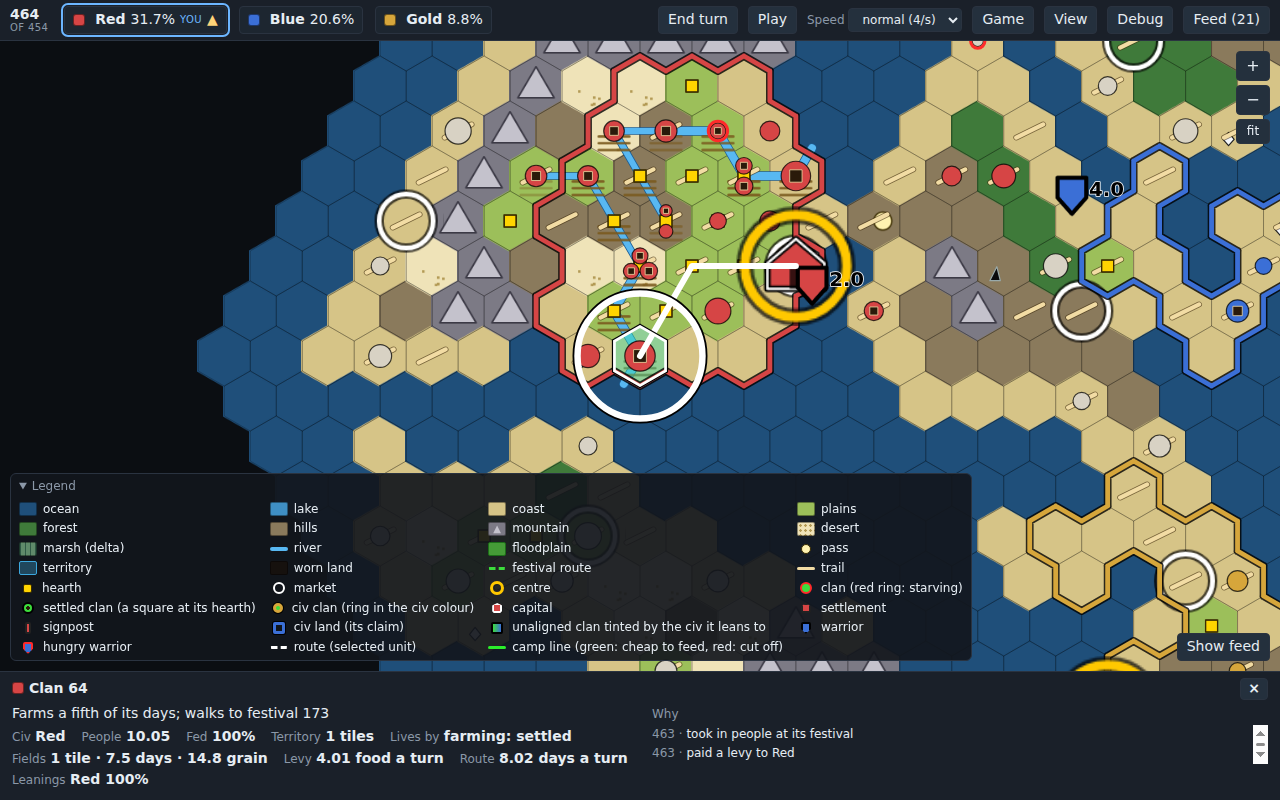 464
OF 454
Red 31.7% YOU ▲
Blue 20.6%
Gold 8.8%
End turn
Play
Speed normal (4/s)
Game
View
Debug
Feed (21)
+
−
fit
4.0
2.0
▼ Legend
ocean
lake
coast
plains
forest
hills
mountain
desert
marsh (delta)
river
floodplain
pass
territory
worn land
festival route
trail
hearth
market
centre
clan (red ring: starving)
settled clan (a square at its hearth)
civ clan (ring in the civ colour)
capital
settlement
signpost
civ land (its claim)
unaligned clan tinted by the civ it leans to
warrior
hungry warrior
route (selected unit)
camp line (green: cheap to feed, red: cut off)
Show feed
Clan 64
×
Farms a fifth of its days; walks to festival 173
Civ Red People 10.05 Fed 100% Territory 1 tiles Lives by farming: settled
Fields 1 tile · 7.5 days · 14.8 grain Levy 4.01 food a turn Route 8.02 days a turn
Leanings Red 100%
Why
463 · took in people at its festival
463 · paid a levy to Red